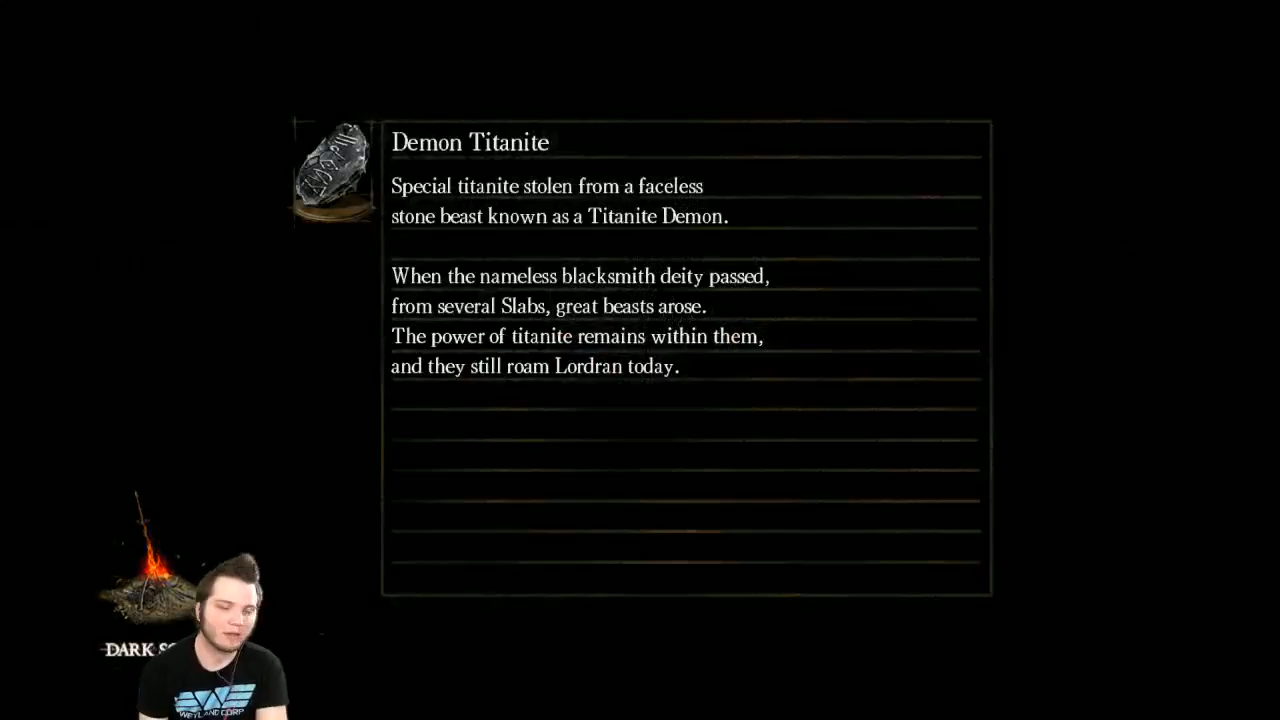 Demon Titanite
Special titanite stolen from a faceless
stone beast known as a Titanite Demon.
When the nameless blacksmith deity passed,
from several Slabs, great beasts arose.
The power of titanite remains within them,
and they still roam Lordran today.
DARK
WEYLAND CORP